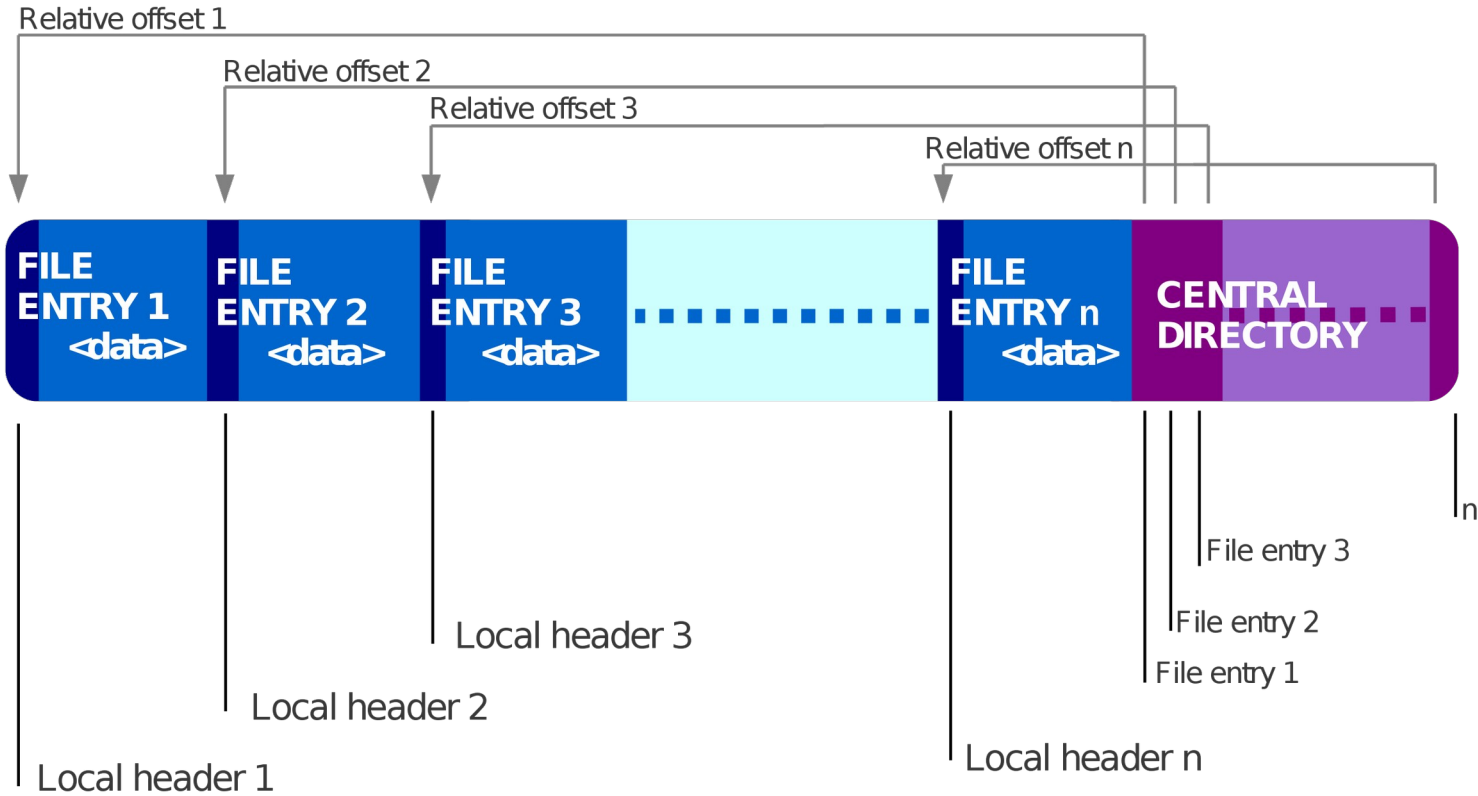 Relative offset 1
Relative offset 2
Relative offset 3
Relative offset n
FILE
ENTRY 1
<data>
FILE
ENTRY 2
<data>
FILE
ENTRY 3
<data>
FILE
ENTRY n
<data>
CENTRAL
DIRECTORY
n
File entry 3
File entry 2
File entry 1
Local header 3
Local header 2
Local header n
Local header 1